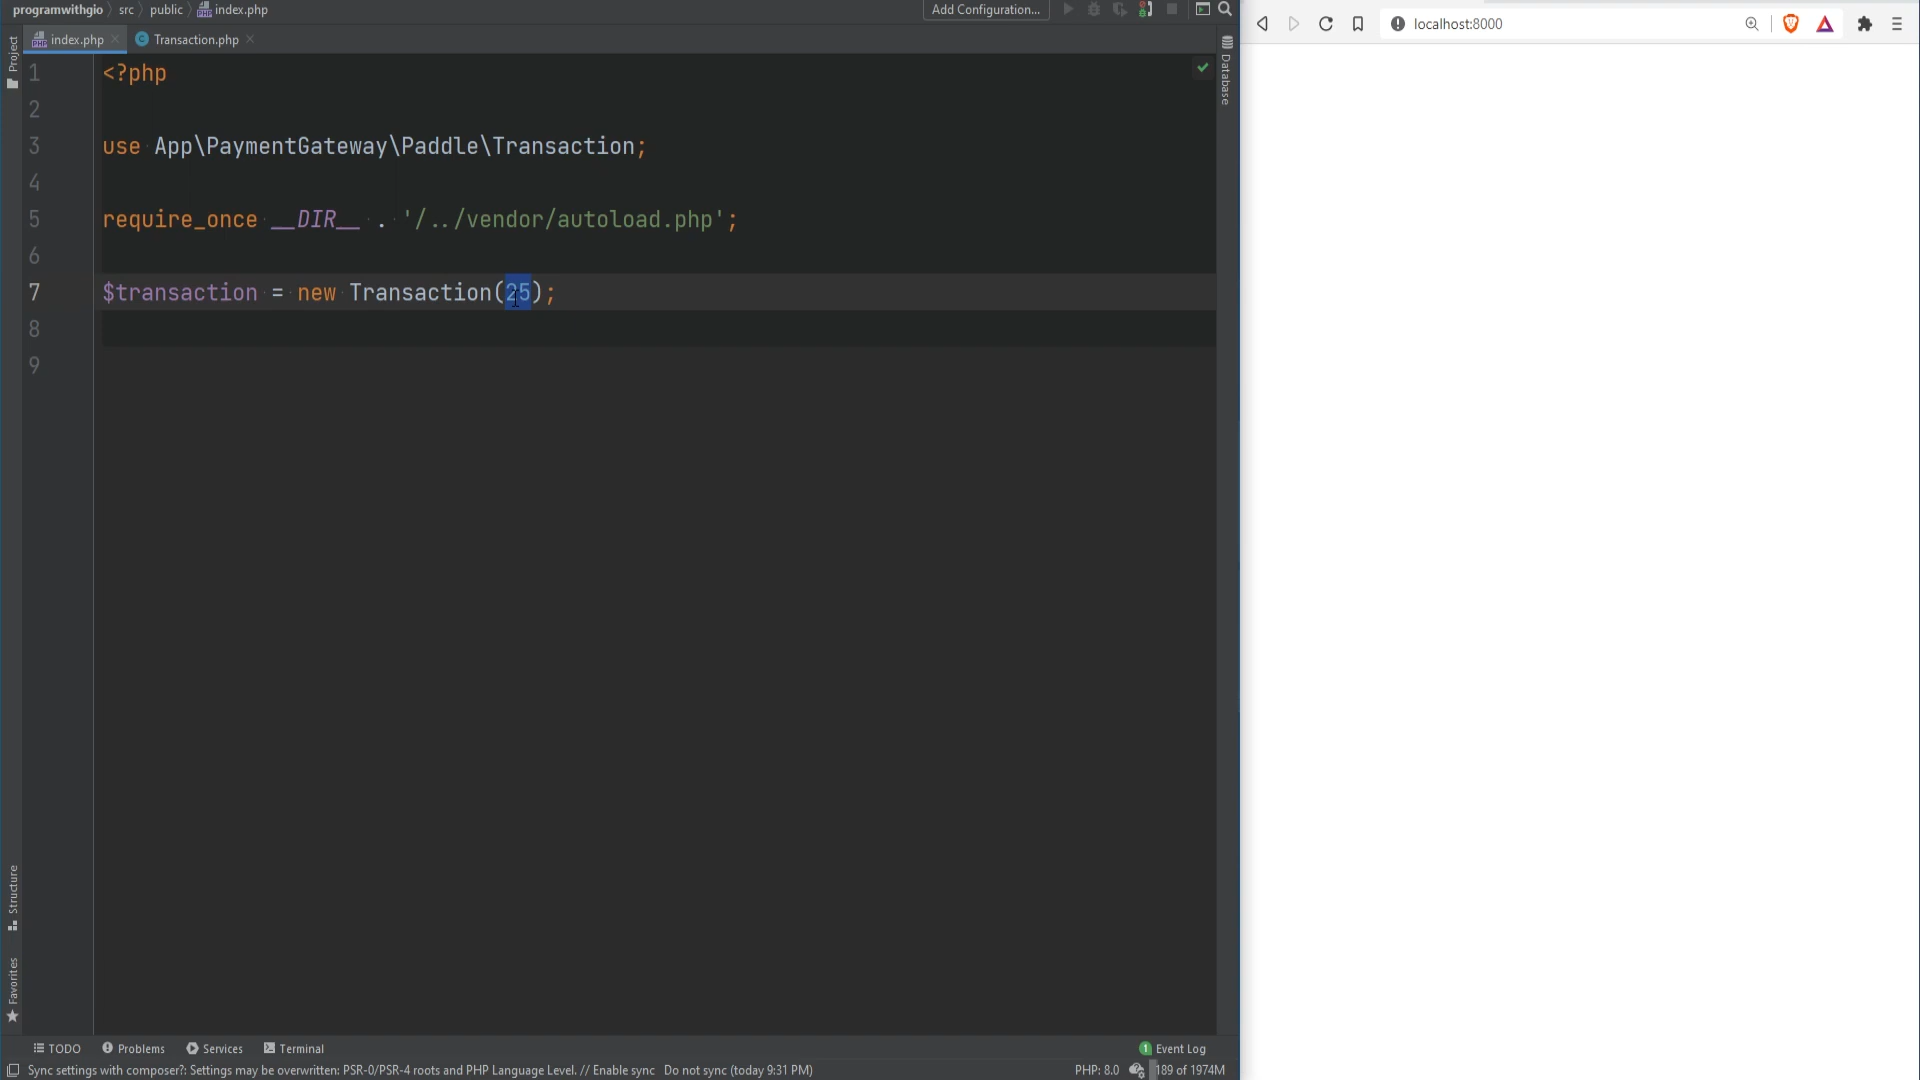 programwithgio src public index.php Add Configuration...
index.php Transaction.php
localhost:8000
Project
Database
1 <?php
2
3 use App\PaymentGateway\Paddle\Transaction;
4
5 require_once __DIR__ . '/../vendor/autoload.php';
6
7 $transaction = new Transaction(25);
8
9
Structure
Favorites
TODO Problems Services Terminal 1 Event Log
Sync settings with composer?: Settings may be overwritten: PSR-0/PSR-4 roots and PHP Language Level. // Enable sync Do not sync (today 9:31 PM) PHP: 8.0 189 of 1974M